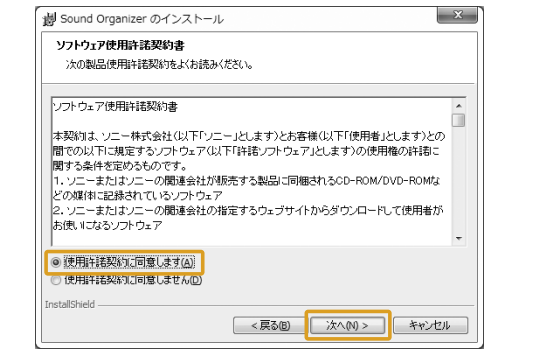 Sound Organizer のインストール
x
ソフトウェア使用許諾契約書
次の製品使用許諾契約をよくお読みください。
ソフトウェア使用許諾契約書
本契約は、ソニー株式会社(以下「ソニー」とします)とお客様(以下「使用者」とします)との
間での以下に規定するソフトウェア(以下「許諾ソフトウェア」とします)の使用権の許諾に
関する条件を定めるものです。
1. ソニーまたはソニーの関連会社が販売する製品に同梱されるCD-ROM/DVD-ROMな
どの媒体に記録されているソフトウェア
2. ソニーまたはソニーの関連会社の指定するウェブサイトからダウンロードして使用者が
お使いになるソフトウェア
使用許諾契約に同意します(A)
使用許諾契約に同意しません(D)
InstallShield
< 戻る(B)
次へ(N) >
キャンセル